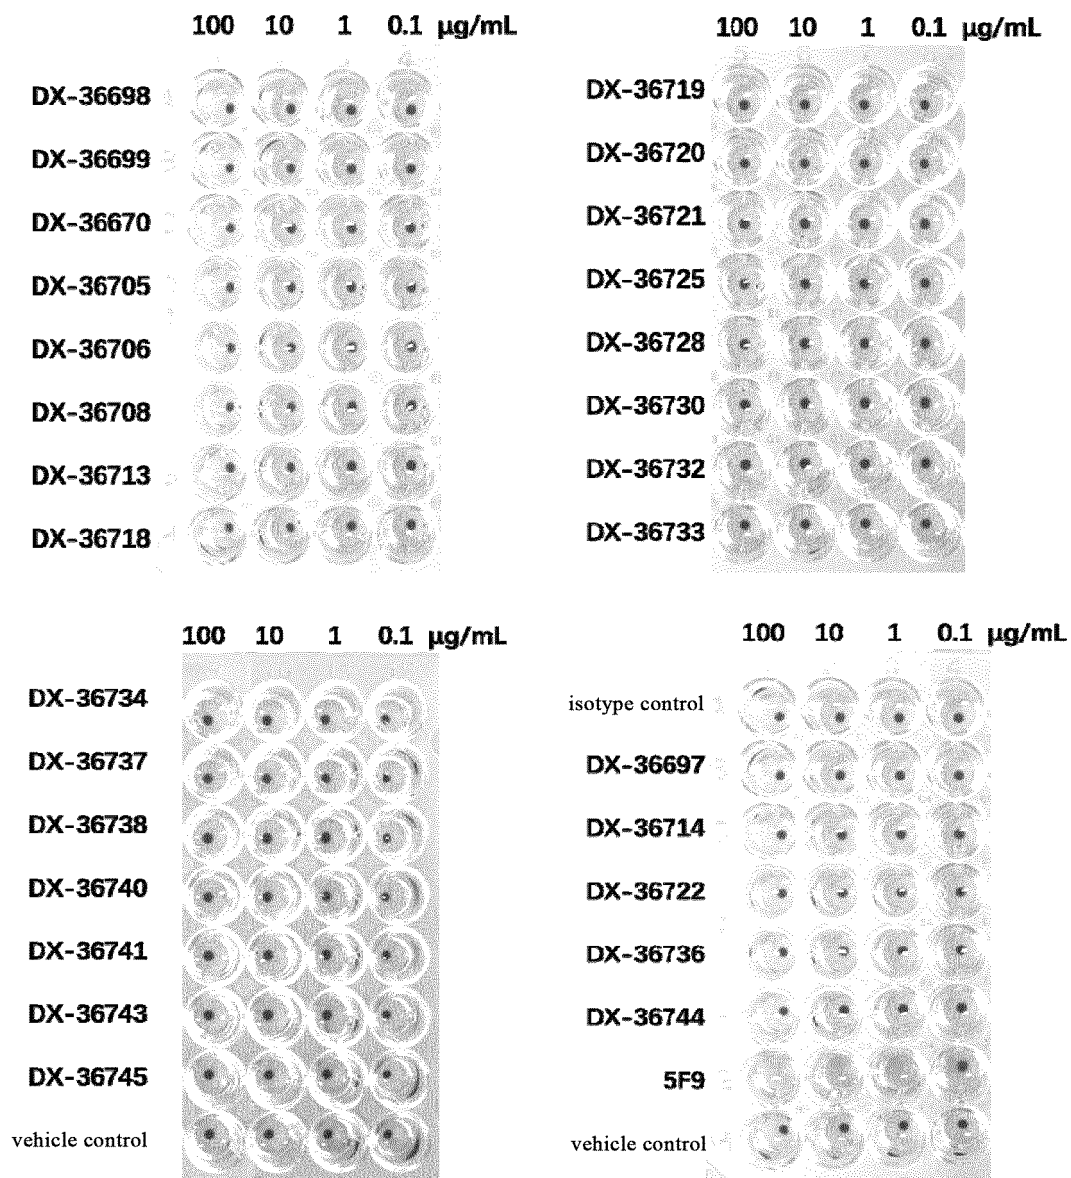 100 10 1 0.1 µg/mL
DX-36698
DX-36699
DX-36670
DX-36705
DX-36706
DX-36708
DX-36713
DX-36718
100 10 1 0.1 µg/mL
DX-36719
DX-36720
DX-36721
DX-36725
DX-36728
DX-36730
DX-36732
DX-36733
100 10 1 0.1 µg/mL
DX-36734
DX-36737
DX-36738
DX-36740
DX-36741
DX-36743
DX-36745
vehicle control
100 10 1 0.1 µg/mL
isotype control
DX-36697
DX-36714
DX-36722
DX-36736
DX-36744
5F9
vehicle control